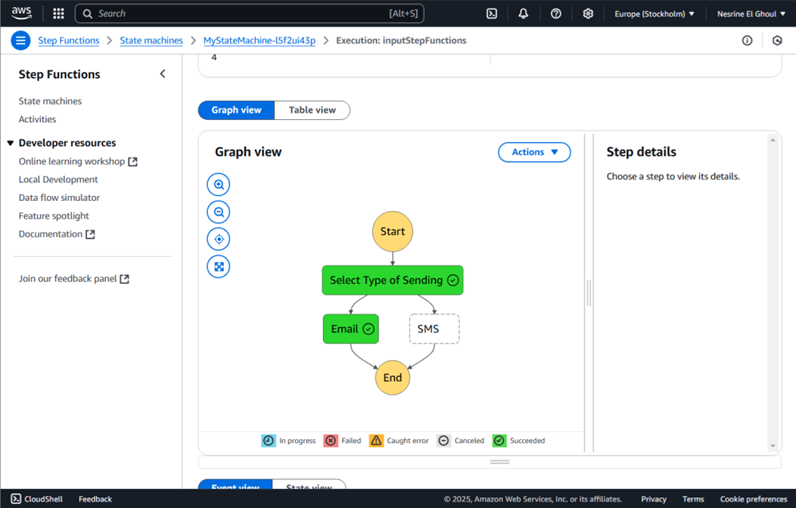 aws
Search [Alt+S]
Europe (Stockholm) Nesrine El Ghoul
Step Functions State machines MyStateMachine-l5f2ui43p Execution: inputStepFunctions
Step Functions
State machines
Activities
Developer resources
Online learning workshop
Local Development
Data flow simulator
Feature spotlight
Documentation
Join our feedback panel
4
Graph view Table view
Graph view
Actions
Start
Select Type of Sending
Email
SMS
End
In progress Failed Caught error Canceled Succeeded
Step details
Choose a step to view its details.
Event view State view
CloudShell Feedback © 2025, Amazon Web Services, Inc. or its affiliates. Privacy Terms Cookie preferences